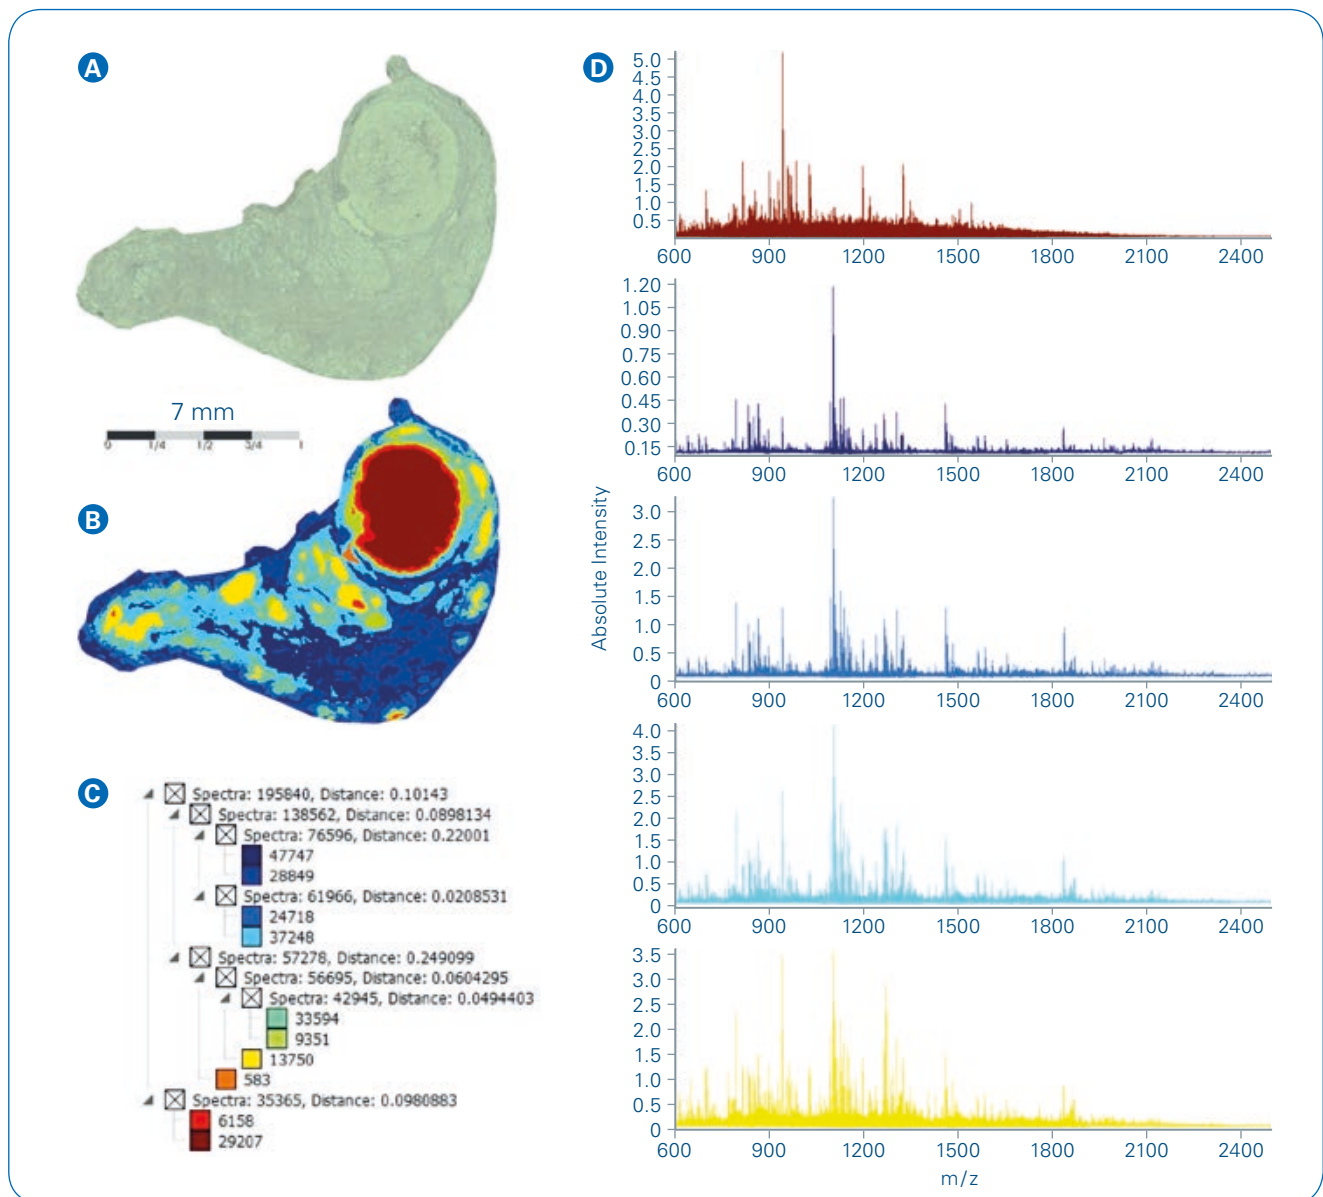 A
7 mm
0 1/4 1/2 3/4 1
B
C
Spectra: 195840, Distance: 0.10143
Spectra: 138562, Distance: 0.0898134
Spectra: 76596, Distance: 0.22001
47747
28849
Spectra: 61966, Distance: 0.0208531
24718
37248
Spectra: 57278, Distance: 0.249099
Spectra: 56695, Distance: 0.0604295
Spectra: 42945, Distance: 0.0494403
33594
9351
13750
583
Spectra: 35365, Distance: 0.0980883
6158
29207
D
Absolute Intensity
5.0
4.5
4.0
3.5
3.0
2.5
2.0
1.5
1.0
0.5
600 900 1200 1500 1800 2100 2400
1.20
1.05
0.90
0.75
0.60
0.45
0.30
0.15
600 900 1200 1500 1800 2100 2400
3.0
2.5
2.0
1.5
1.0
0.5
0
600 900 1200 1500 1800 2100 2400
4.0
3.5
3.0
2.5
2.0
1.5
1.0
0.5
0
600 900 1200 1500 1800 2100 2400
3.5
3.0
2.5
2.0
1.5
1.0
0.5
0
600 900 1200 1500 1800 2100 2400
m/z